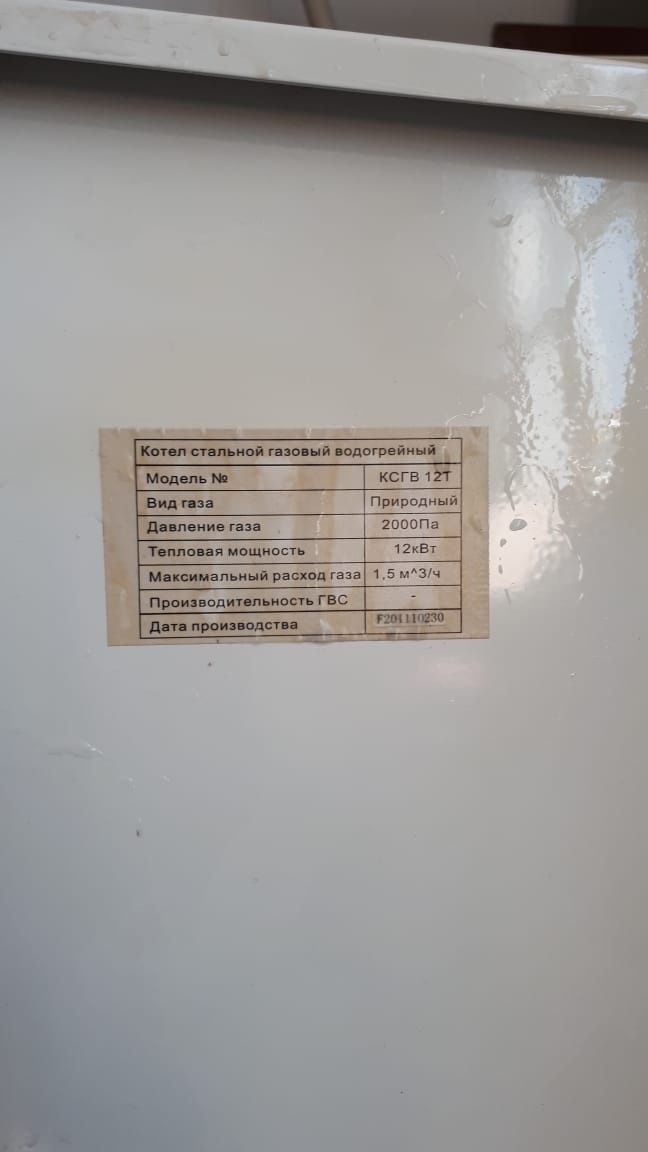 Котел стальной газовый водогрейный
Модель № КСГВ 12Т
Вид газа Природный
Давление газа 2000Па
Тепловая мощность 12кВт
Максимальный расход газа 1,5 м^3/ч
Производительность ГВС -
Дата производства F201110230